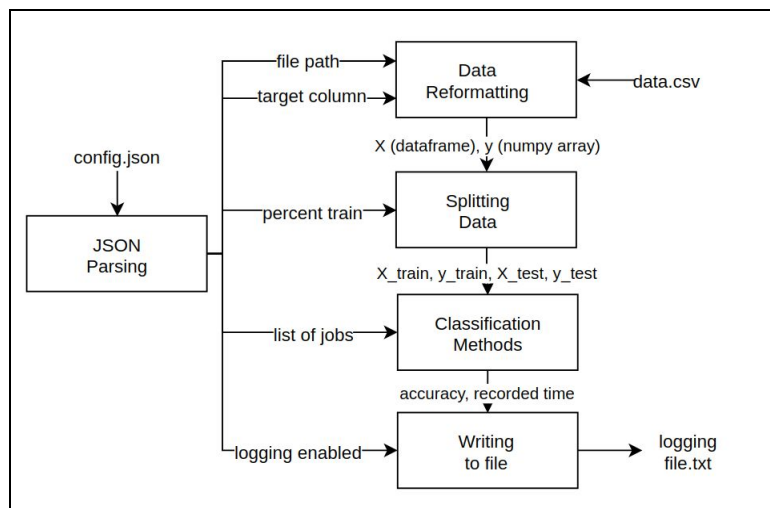 file path
Data
Reformatting
data.csv
target column
X (dataframe), y (numpy array)
config.json
percent train
Splitting
Data
JSON
Parsing
X_train, y_train, X_test, y_test
list of jobs
Classification
Methods
accuracy, recorded time
logging enabled
Writing
to file
logging
file.txt